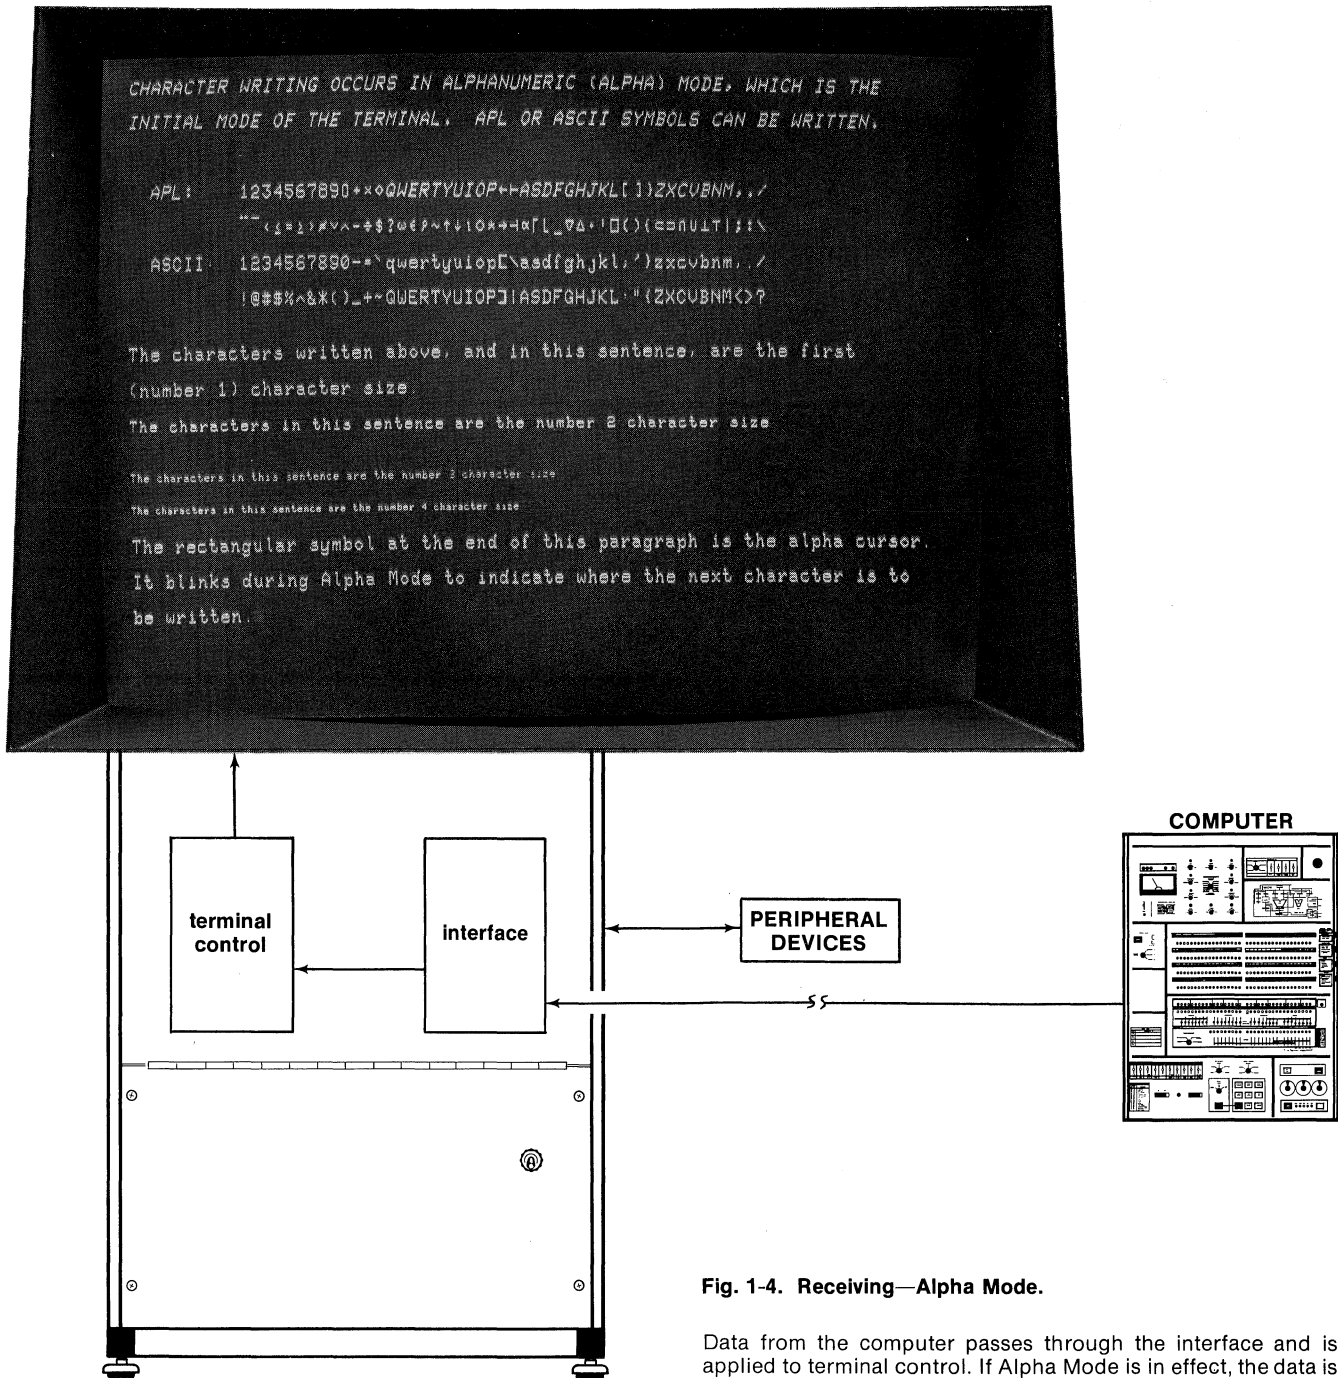 CHARACTER WRITING OCCURS IN ALPHANUMERIC (ALPHA) MODE, WHICH IS THE
INITIAL MODE OF THE TERMINAL. APL OR ASCII SYMBOLS CAN BE WRITTEN.
APL: 1234567890+×◇QWERTYUIOP←⊢ASDFGHJKL[])ZXCVBNM,./
¨¯<≤=≥>≠∨∧-÷$?ω∈⍴~↑↓⍳○*→⊣⍺⌈⌊_∇∆∘'⎕(){⊂⊃∩∪⊥⊤|;:\
ASCII 1234567890-=`qwertyuiop[\asdfghjkl;'}zxcvbnm,./
!@#$%^&*()_+~QWERTYUIOP]|ASDFGHJKL:"{ZXCVBNM<>?
The characters written above, and in this sentence, are the first
(number 1) character size.
The characters in this sentence are the number 2 character size
The characters in this sentence are the number 3 character size
The characters in this sentence are the number 4 character size
The rectangular symbol at the end of this paragraph is the alpha cursor.
It blinks during Alpha Mode to indicate where the next character is to
be written.
COMPUTER
terminal
control
interface
PERIPHERAL
DEVICES
Fig. 1-4. Receiving—Alpha Mode.
Data from the computer passes through the interface and is
applied to terminal control. If Alpha Mode is in effect, the data is